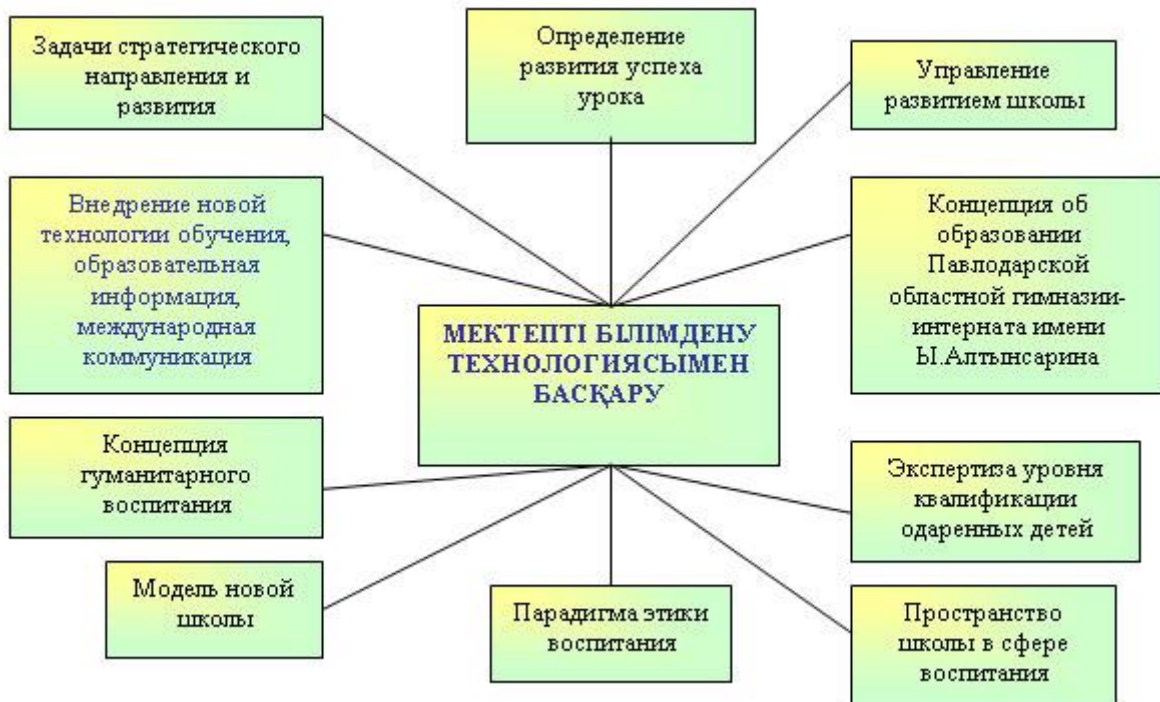 Задачи стратегического
направления и
развития
Определение
развития успеха
урока
Управление
развитием школы
Внедрение новой
технологии обучения,
образовательная
информация,
международная
коммуникация
Концепция об
образовании
Павлодарской
областной гимназии-
интерната имени
Ы.Алтынсарина
МЕКТЕПТІ БІЛІМДЕНУ
ТЕХНОЛОГИЯСЫМЕН
БАСҚАРУ
Концепция
гуманитарного
воспитания
Экспертиза уровня
квалификации
одаренных детей
Модель новой
школы
Парадигма этики
воспитания
Пространство
школы в сфере
воспитания